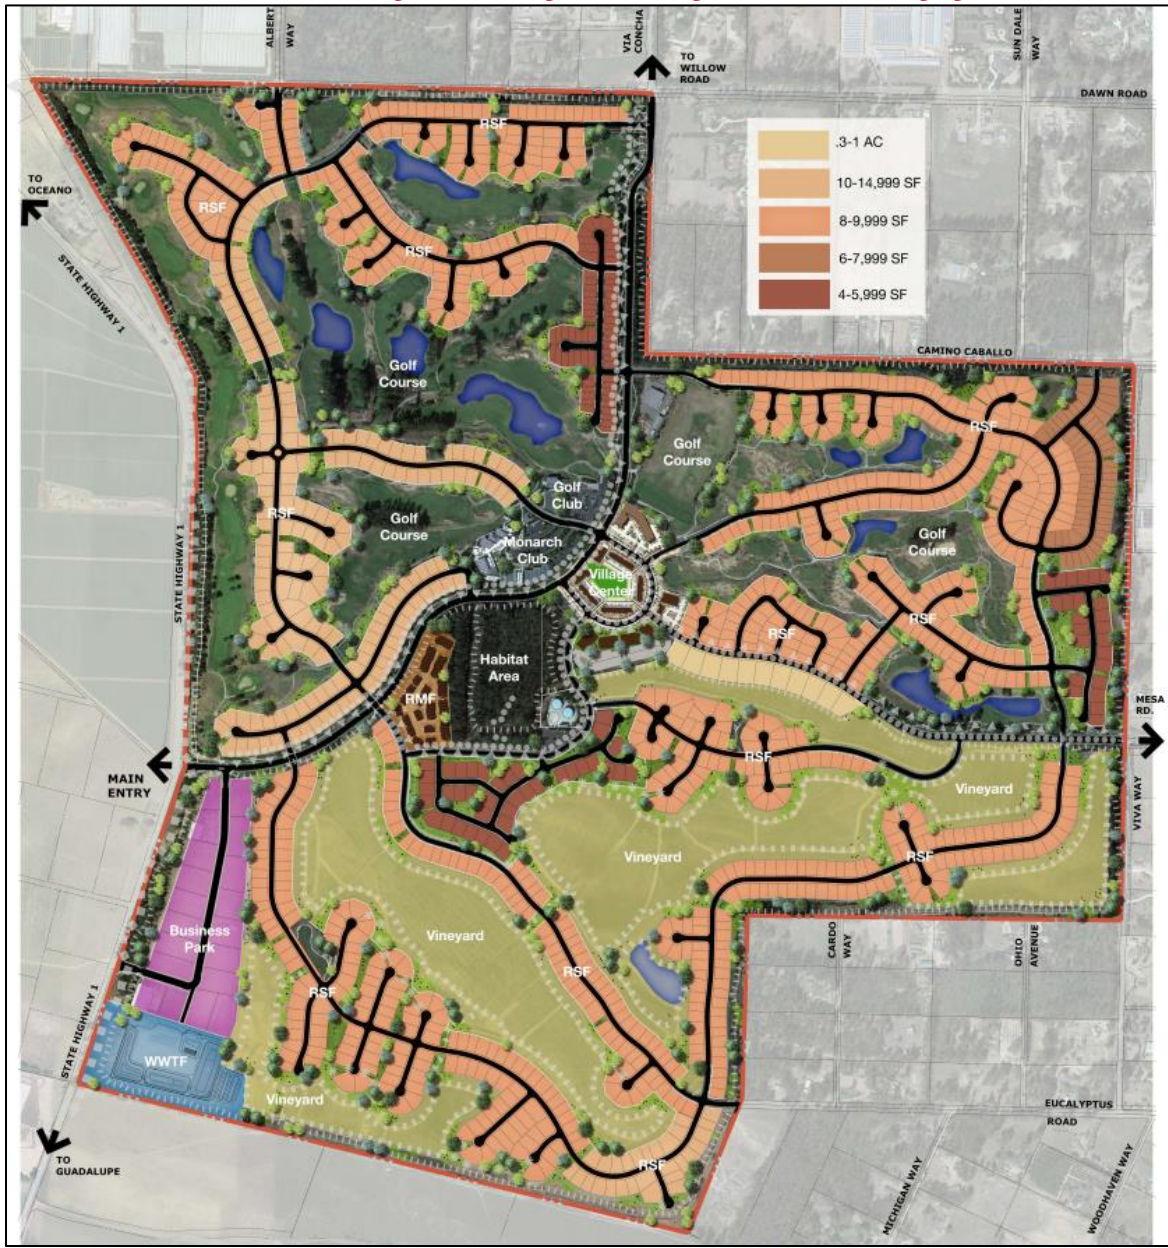 ALBERT
WAY
VIA
CONCHA
TO
WILLOW
ROAD
SUN DALE
WAY
DAWN ROAD
TO
OCEANO
STATE HIGHWAY 1
RSF
RSF
RSF
.3-1 AC
10-14,999 SF
8-9,999 SF
6-7,999 SF
4-5,999 SF
CAMINO CABALLO
Golf
Course
Golf
Course
RSF
Golf
Club
RSF
Golf
Course
Golf
Course
Monarch
Club
Village
Center
STATE HIGHWAY 1
RSF
RSF
Habitat
Area
RMF
MESA
RD.
MAIN
ENTRY
RSF
Vineyard
VIVA WAY
Vineyard
RSF
Business
Park
Vineyard
CARDO
WAY
OHIO
AVENUE
RSF
RSF
STATE HIGHWAY 1
WWTF
Vineyard
EUCALYPTUS
ROAD
TO
GUADALUPE
RSF
MICHIGAN WAY
WOODHAVEN WAY